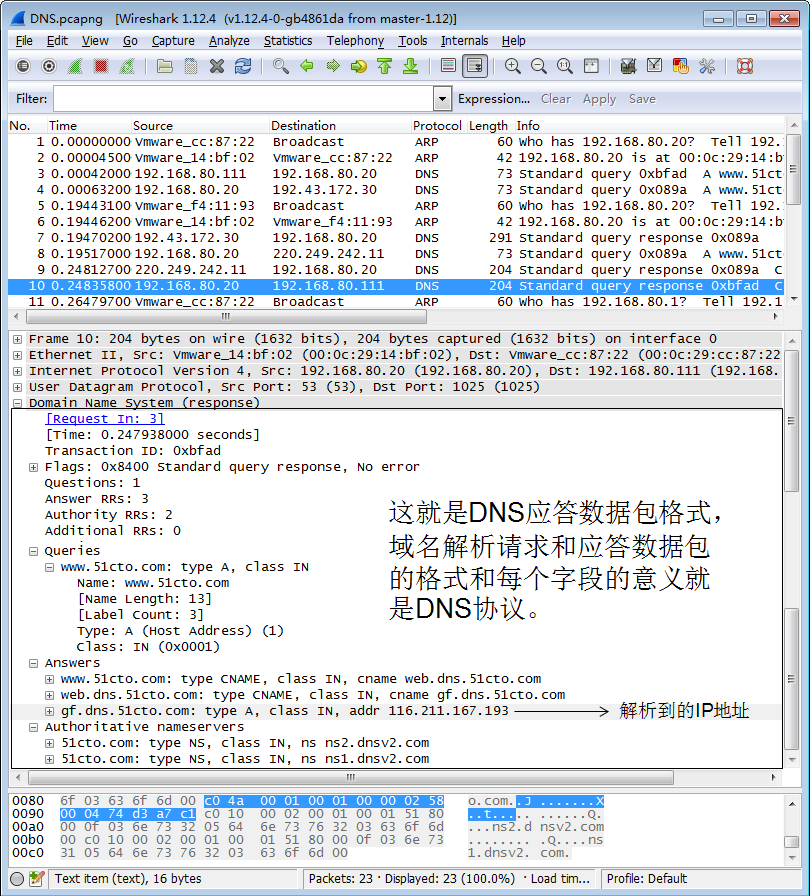 DNS.pcapng [Wireshark 1.12.4 (v1.12.4-0-gb4861da from master-1.12)]
File Edit View Go Capture Analyze Statistics Telephony Tools Internals Help
Filter: Expression... Clear Apply Save
No. Time Source Destination Protocol Length Info
1 0.00000000 Vmware_cc:87:22 Broadcast ARP 60 Who has 192.168.80.20? Tell 192.
2 0.00004500 Vmware_14:bf:02 Vmware_cc:87:22 ARP 42 192.168.80.20 is at 00:0c:29:14:b
3 0.00042000 192.168.80.111 192.168.80.20 DNS 73 Standard query 0xbfad A www.51ct
4 0.00063200 192.168.80.20 192.43.172.30 DNS 73 Standard query 0x089a A www.51ct
5 0.19443100 Vmware_f4:11:93 Broadcast ARP 60 Who has 192.168.80.20? Tell 192.
6 0.19446200 Vmware_14:bf:02 Vmware_f4:11:93 ARP 42 192.168.80.20 is at 00:0c:29:14:b
7 0.19470200 192.43.172.30 192.168.80.20 DNS 291 Standard query response 0x089a
8 0.19517000 192.168.80.20 220.249.242.11 DNS 73 Standard query 0x089a A www.51ct
9 0.24812700 220.249.242.11 192.168.80.20 DNS 204 Standard query response 0x089a C
10 0.24835800 192.168.80.20 192.168.80.111 DNS 204 Standard query response 0xbfad C
11 0.26479700 Vmware_cc:87:22 Broadcast ARP 60 Who has 192.168.80.1? Tell 192.1
Frame 10: 204 bytes on wire (1632 bits), 204 bytes captured (1632 bits) on interface 0
Ethernet II, Src: Vmware_14:bf:02 (00:0c:29:14:bf:02), Dst: Vmware_cc:87:22 (00:0c:29:cc:87:22
Internet Protocol Version 4, Src: 192.168.80.20 (192.168.80.20), Dst: 192.168.80.111 (192.168.
User Datagram Protocol, Src Port: 53 (53), Dst Port: 1025 (1025)
Domain Name System (response)
[Request In: 3]
[Time: 0.247938000 seconds]
Transaction ID: 0xbfad
Flags: 0x8400 Standard query response, No error
Questions: 1
Answer RRs: 3
Authority RRs: 2
Additional RRs: 0
这就是DNS应答数据包格式，
域名解析请求和应答数据包
的格式和每个字段的意义就
是DNS协议。
Queries
www.51cto.com: type A, class IN
Name: www.51cto.com
[Name Length: 13]
[Label Count: 3]
Type: A (Host Address) (1)
Class: IN (0x0001)
Answers
www.51cto.com: type CNAME, class IN, cname web.dns.51cto.com
web.dns.51cto.com: type CNAME, class IN, cname gf.dns.51cto.com
gf.dns.51cto.com: type A, class IN, addr 116.211.167.193 解析到的IP地址
Authoritative nameservers
51cto.com: type NS, class IN, ns ns2.dnsv2.com
51cto.com: type NS, class IN, ns ns1.dnsv2.com
0080 6f 03 63 6f 6d 00 c0 4a 00 01 00 01 00 00 02 58 o.com..J .......X
0090 00 04 74 d3 a7 c1 c0 10 00 02 00 01 00 01 51 80 ..t..... ......Q.
00a0 00 0f 03 6e 73 32 05 64 6e 73 76 32 03 63 6f 6d ...ns2.d nsv2.com
00b0 00 c0 10 00 02 00 01 00 01 51 80 00 0f 03 6e 73 ........ .Q....ns
00c0 31 05 64 6e 73 76 32 03 63 6f 6d 00 1.dnsv2. com.
Text item (text), 16 bytes Packets: 23 · Displayed: 23 (100.0%) · Load tim... Profile: Default